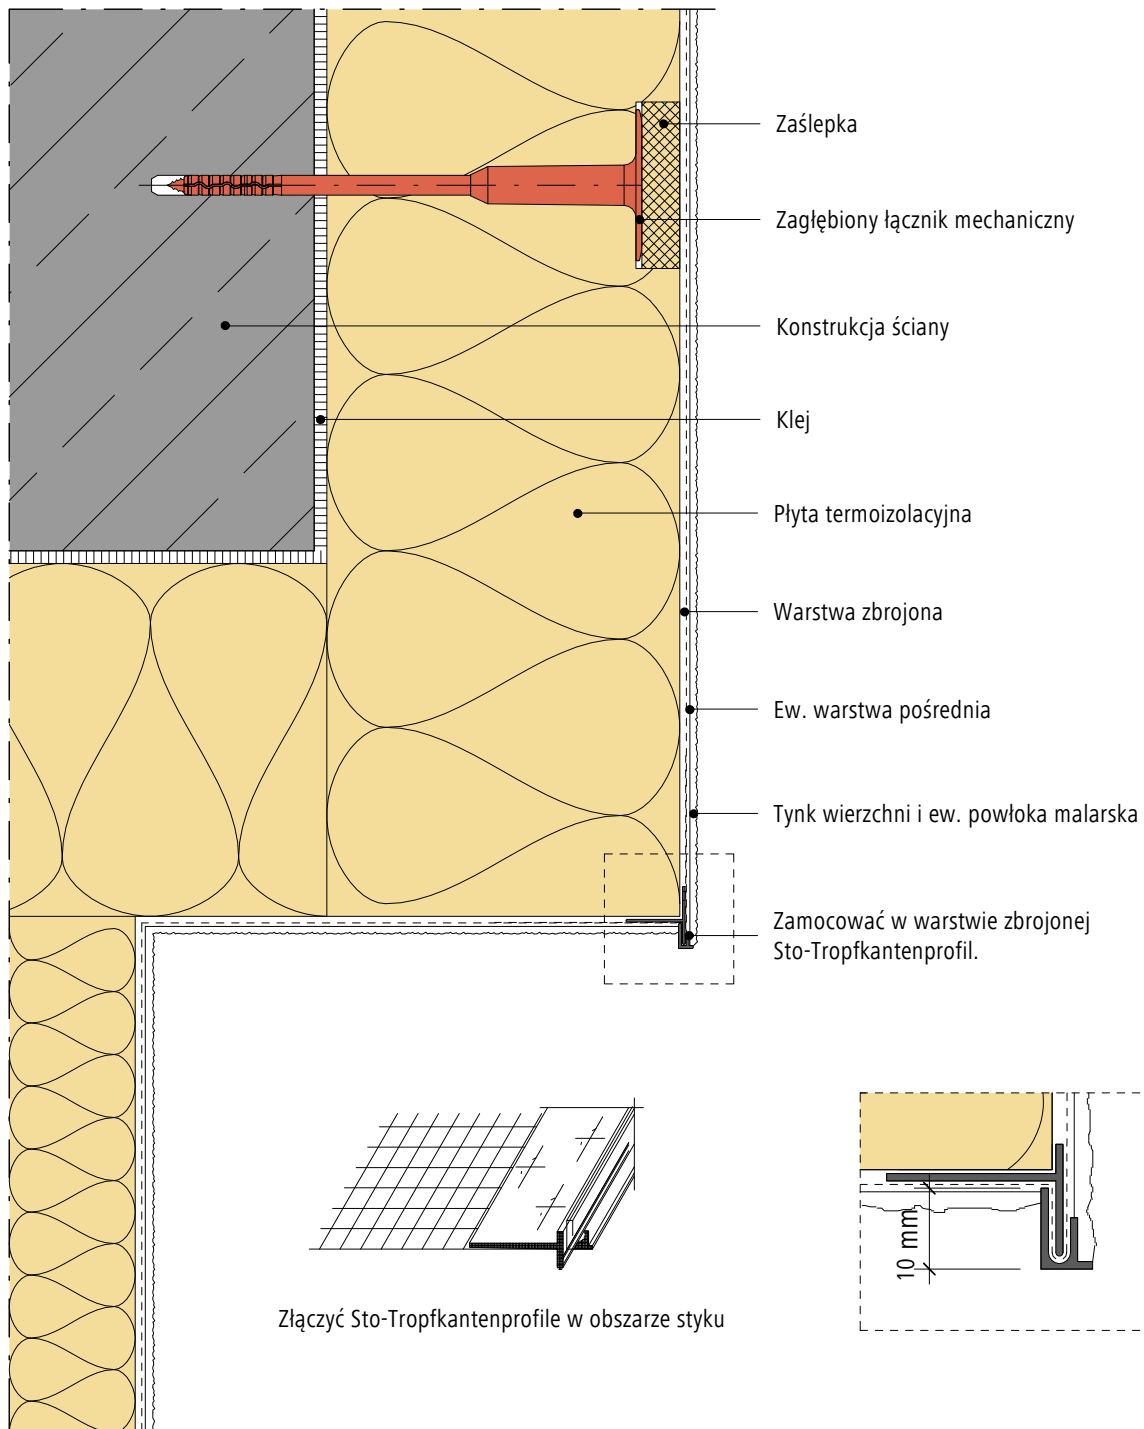 Zaślepka
Zagłębiony łącznik mechaniczny
Konstrukcja ściany
Klej
Płyta termoizolacyjna
Warstwa zbrojona
Ew. warstwa pośrednia
Tynk wierzchni i ew. powłoka malarska
Zamocować w warstwie zbrojonej
Sto-Tropfkantenprofil.
10 mm
Złączyć Sto-Tropfkantenprofile w obszarze styku